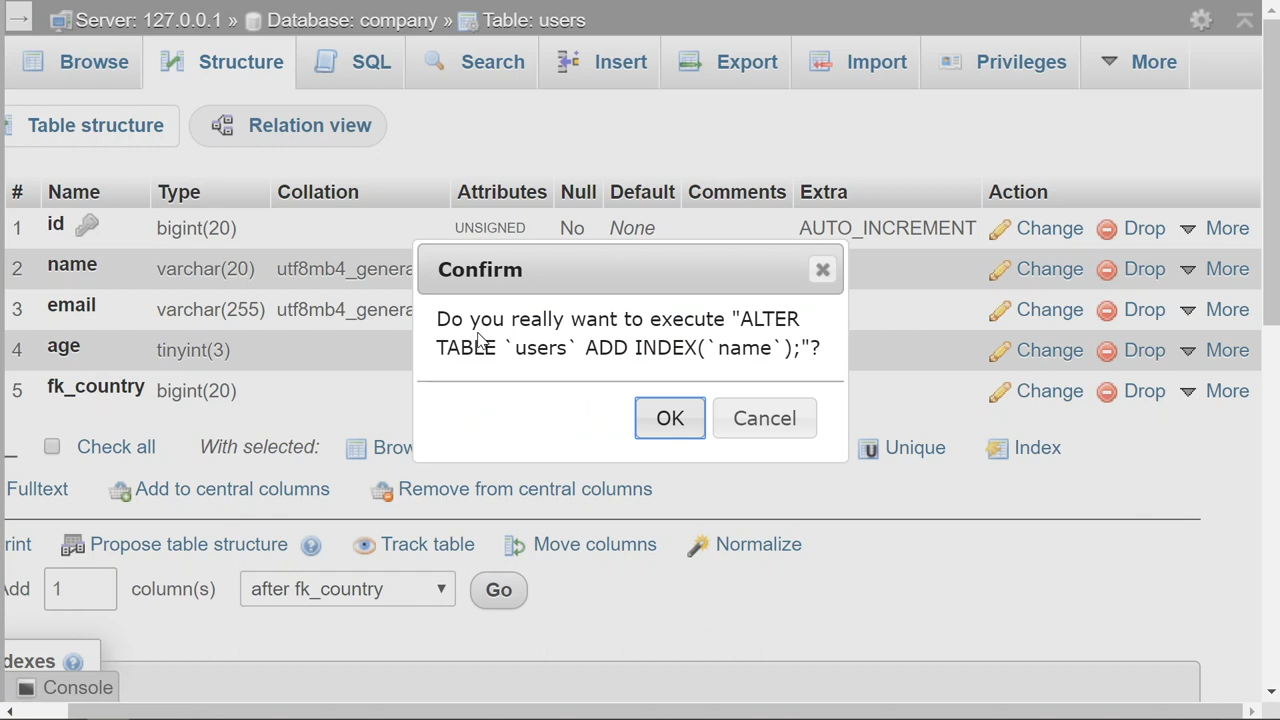 Server: 127.0.0.1 » Database: company » Table: users
Browse Structure SQL Search Insert Export Import Privileges More
Table structure Relation view
# Name Type Collation Attributes Null Default Comments Extra Action
1 id bigint(20) UNSIGNED No None AUTO_INCREMENT Change Drop More
2 name varchar(20) utf8mb4_genera Change Drop More
3 email varchar(255) utf8mb4_genera Change Drop More
4 age tinyint(3) Change Drop More
5 fk_country bigint(20) Change Drop More
Confirm
Do you really want to execute "ALTER
TABLE `users` ADD INDEX(`name`);"?
OK Cancel
Check all With selected: Brow Unique Index
Fulltext Add to central columns Remove from central columns
rint Propose table structure Track table Move columns Normalize
Add 1 column(s) after fk_country Go
dexes
Console